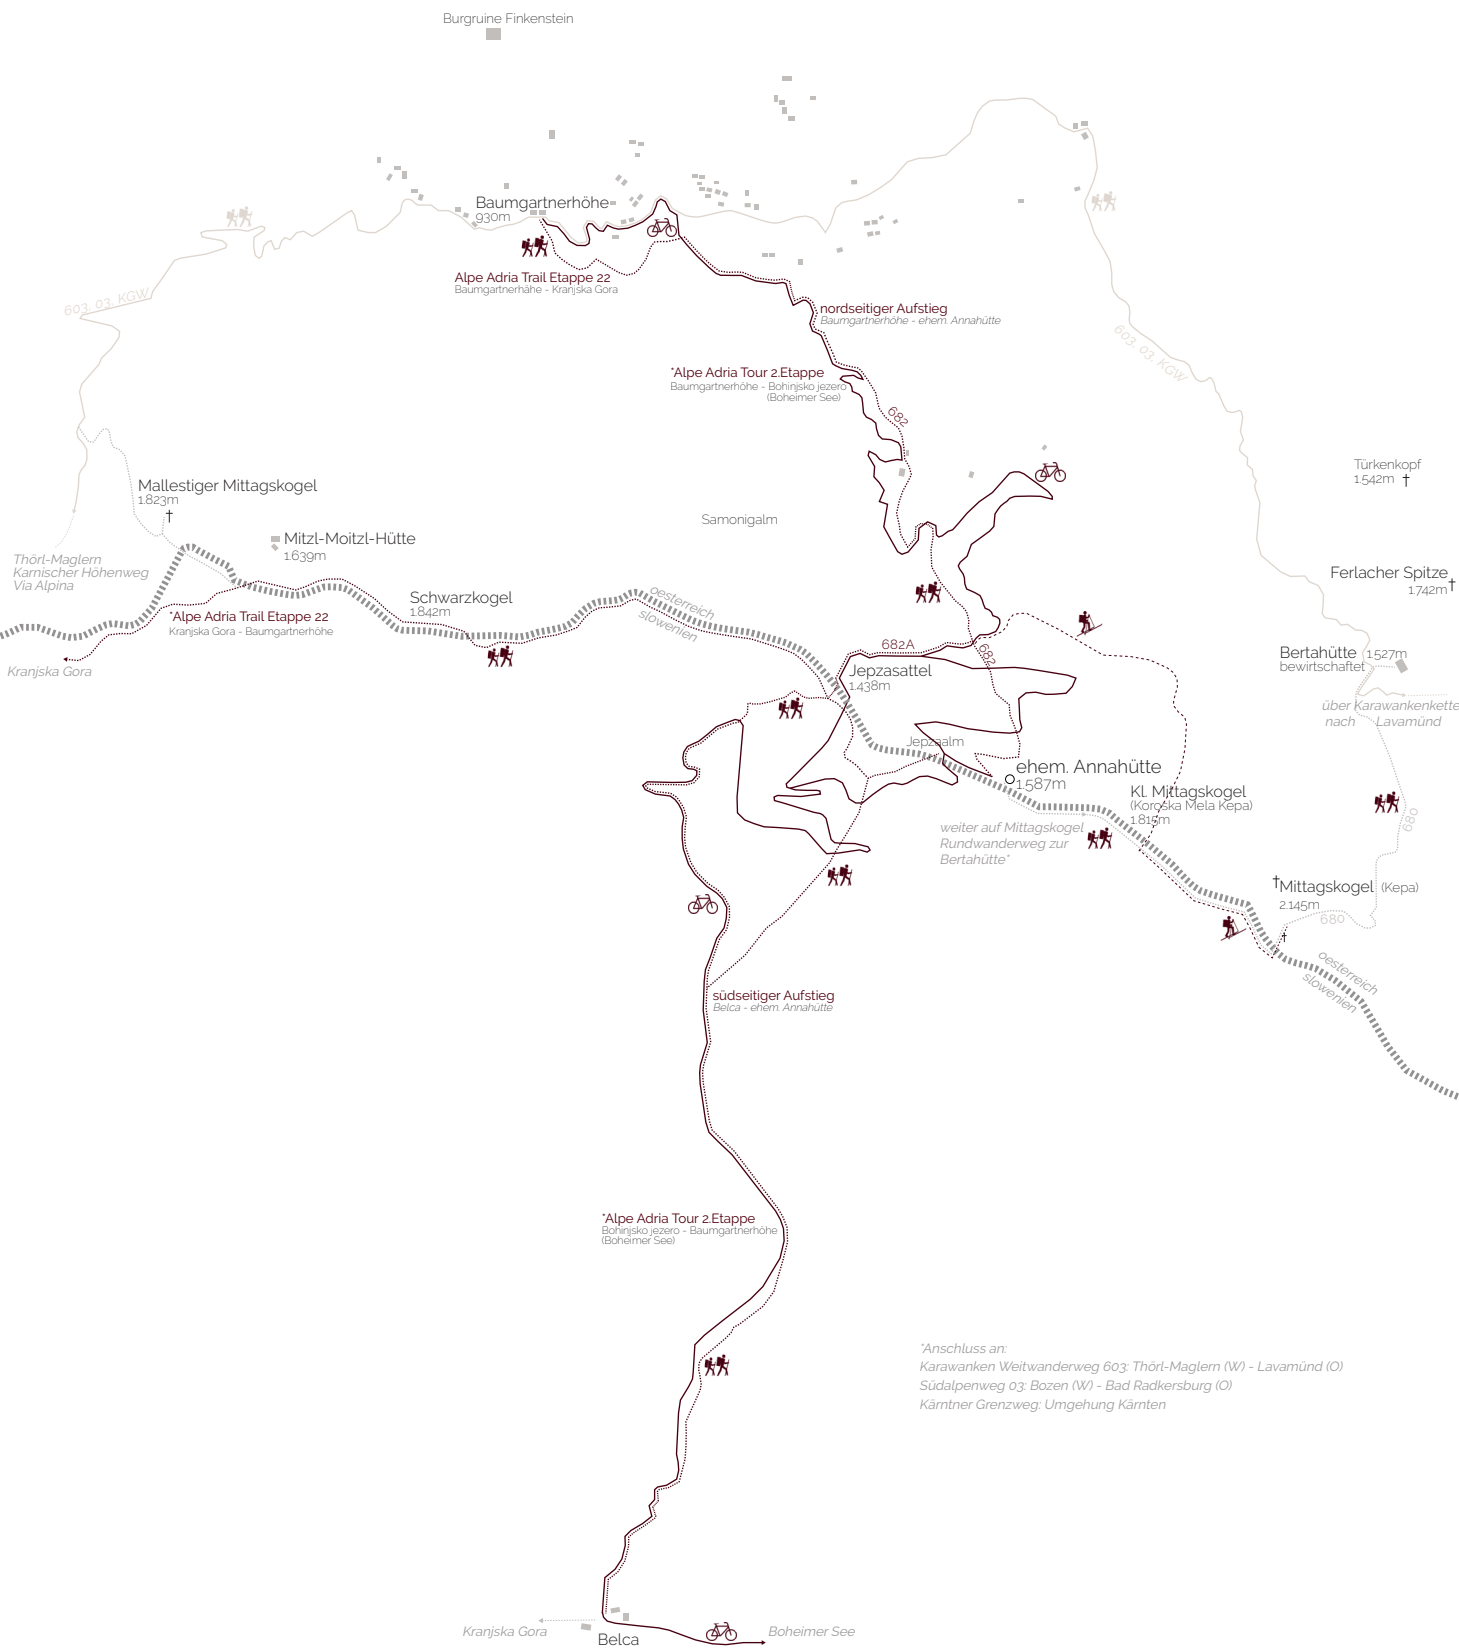 Burgruine Finkenstein
Baumgartnerhöhe
930m
Alpe Adria Trail Etappe 22
Baumgartnerhähe - Kranjska Gora
603, 03, KGW
nordseitiger Aufstieg
Baumgartnerhöhe - ehem. Annahütte
603, 03, KGW
*Alpe Adria Tour 2.Etappe
Baumgartnerhöhe - Bohinjsko jezero
(Boheimer See)
682
Türkenkopf
1.542m
Mallestiger Mittagskogel
1.823m
Samonigalm
Mitzl-Moitzl-Hütte
1.639m
Thörl-Maglern
Karnischer Höhenweg
Via Alpina
Ferlacher Spitze
1.742m
Schwarzkogel
1.842m
oesterreich
slowenien
*Alpe Adria Trail Etappe 22
Kranjska Gora - Baumgartnerhöhe
Kranjska Gora
682A
682
Jepzasattel
1.438m
Bertahütte 1.527m
bewirtschaftet
über Karawankenkette
nach Lavamünd
Jepzaalm
ehem. Annahütte
1.587m
Kl. Mittagskogel
(Koroska Mela Kepa)
1.815m
weiter auf Mittagskogel
Rundwanderweg zur
Bertahütte*
680
Mittagskogel (Kepa)
2.145m
680
oesterreich
slowenien
südseitiger Aufstieg
Belca - ehem. Annahütte
*Alpe Adria Tour 2.Etappe
Bohinjsko jezero - Baumgartnerhöhe
(Boheimer See)
*Anschluss an:
Karawanken Weitwanderweg 603: Thörl-Maglern (W) - Lavamünd (O)
Südalpenweg 03: Bozen (W) - Bad Radkersburg (O)
Kärntner Grenzweg: Umgehung Kärnten
Kranjska Gora
Belca
Boheimer See